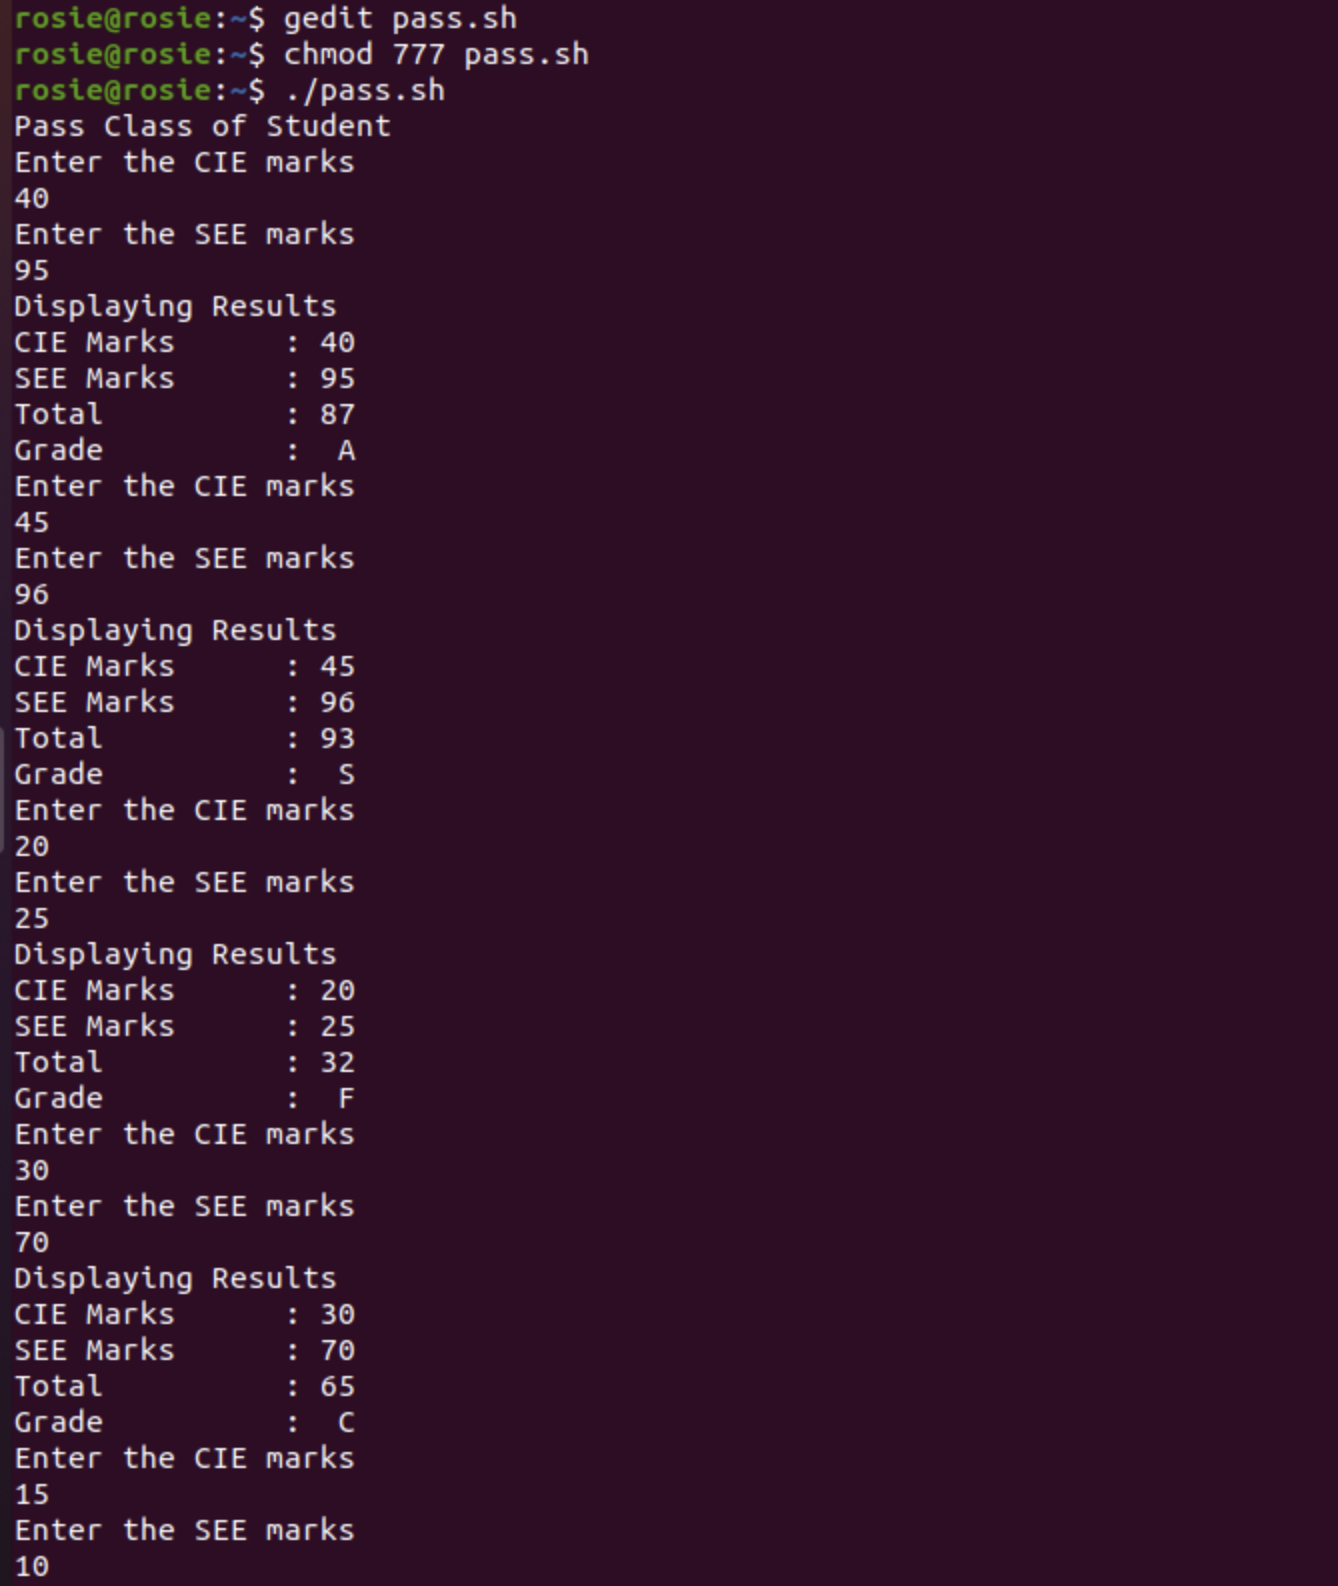 rosie@rosie:~$ gedit pass.sh
rosie@rosie:~$ chmod 777 pass.sh
rosie@rosie:~$ ./pass.sh
Pass Class of Student
Enter the CIE marks
40
Enter the SEE marks
95
Displaying Results
CIE Marks      : 40
SEE Marks      : 95
Total          : 87
Grade          :  A
Enter the CIE marks
45
Enter the SEE marks
96
Displaying Results
CIE Marks      : 45
SEE Marks      : 96
Total          : 93
Grade          :  S
Enter the CIE marks
20
Enter the SEE marks
25
Displaying Results
CIE Marks      : 20
SEE Marks      : 25
Total          : 32
Grade          :  F
Enter the CIE marks
30
Enter the SEE marks
70
Displaying Results
CIE Marks      : 30
SEE Marks      : 70
Total          : 65
Grade          :  C
Enter the CIE marks
15
Enter the SEE marks
10